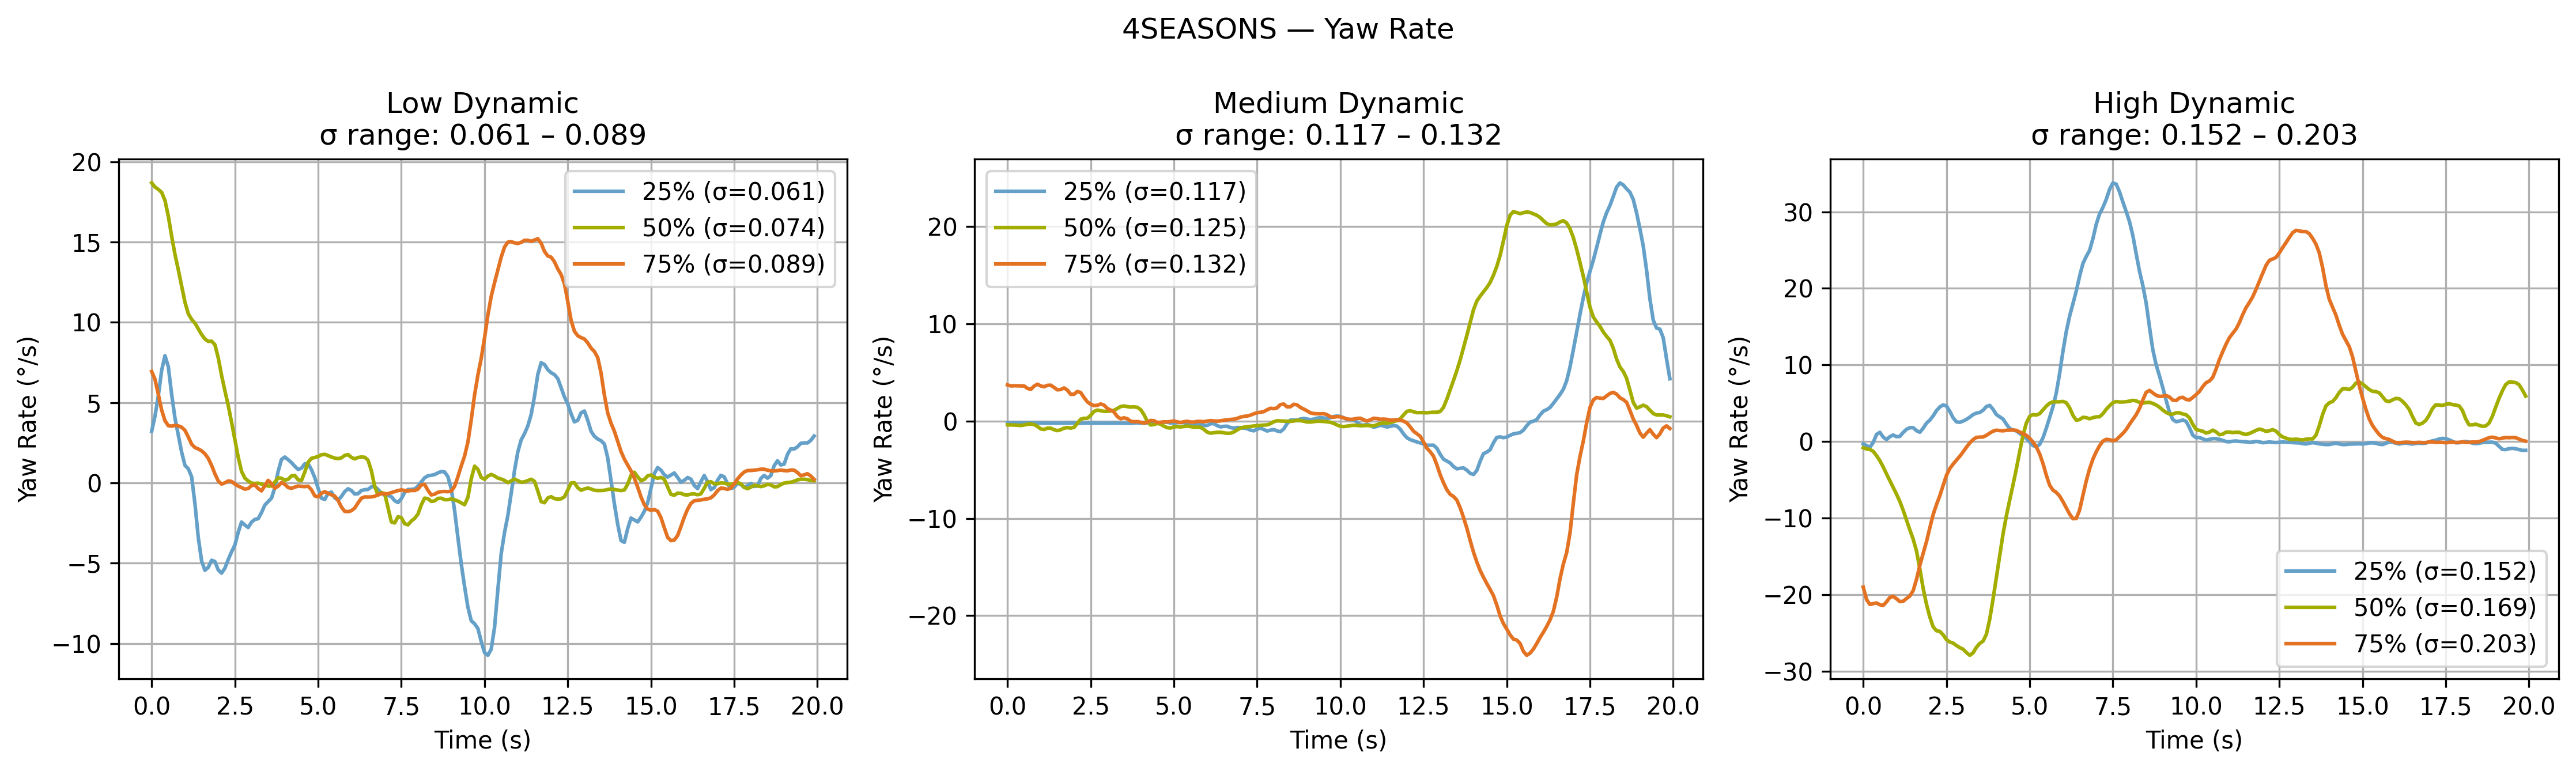 4SEASONS — Yaw Rate
Low Dynamic
σ range: 0.061 – 0.089
Yaw Rate (°/s)
20
15
10
5
0
−5
−10
25% (σ=0.061)
50% (σ=0.074)
75% (σ=0.089)
0.0 2.5 5.0 7.5 10.0 12.5 15.0 17.5 20.0
Time (s)
Medium Dynamic
σ range: 0.117 – 0.132
Yaw Rate (°/s)
20
10
0
−10
−20
25% (σ=0.117)
50% (σ=0.125)
75% (σ=0.132)
0.0 2.5 5.0 7.5 10.0 12.5 15.0 17.5 20.0
Time (s)
High Dynamic
σ range: 0.152 – 0.203
Yaw Rate (°/s)
30
20
10
0
−10
−20
−30
25% (σ=0.152)
50% (σ=0.169)
75% (σ=0.203)
0.0 2.5 5.0 7.5 10.0 12.5 15.0 17.5 20.0
Time (s)